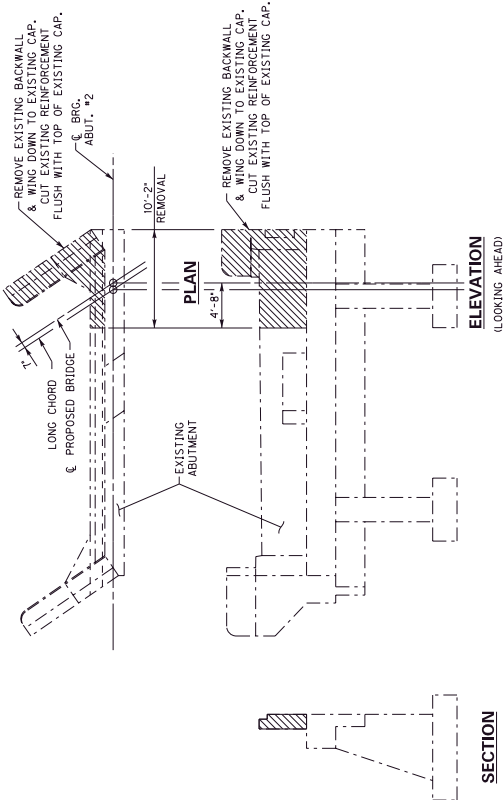 REMOVE EXISTING BACKWALL
& WING DOWN TO EXISTING CAP.
CUT EXISTING REINFORCEMENT
FLUSH WITH TOP OF EXISTING CAP.
℄ BRG.
ABUT. #2
10'-2"
REMOVAL
PLAN
7"
LONG CHORD
℄ PROPOSED BRIDGE
EXISTING
ABUTMENT
REMOVE EXISTING BACKWALL
& WING DOWN TO EXISTING CAP.
CUT EXISTING REINFORCEMENT
FLUSH WITH TOP OF EXISTING CAP.
4'-8"
ELEVATION
(LOOKING AHEAD)
SECTION